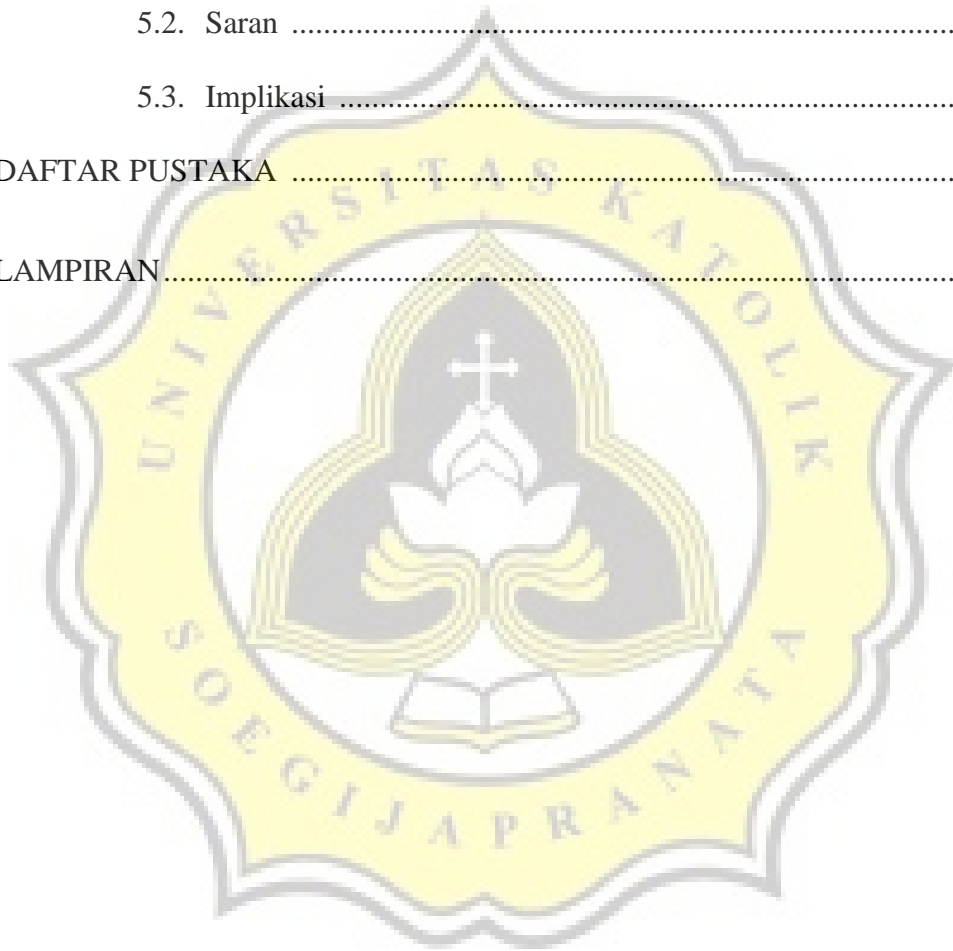 5.2. Saran ....................................................................................
5.3. Implikasi ..............................................................................
DAFTAR PUSTAKA ....................................................................................
LAMPIRAN....................................................................................................
UNIVERSITAS KATOLIK
SOEGIJAPRANATA